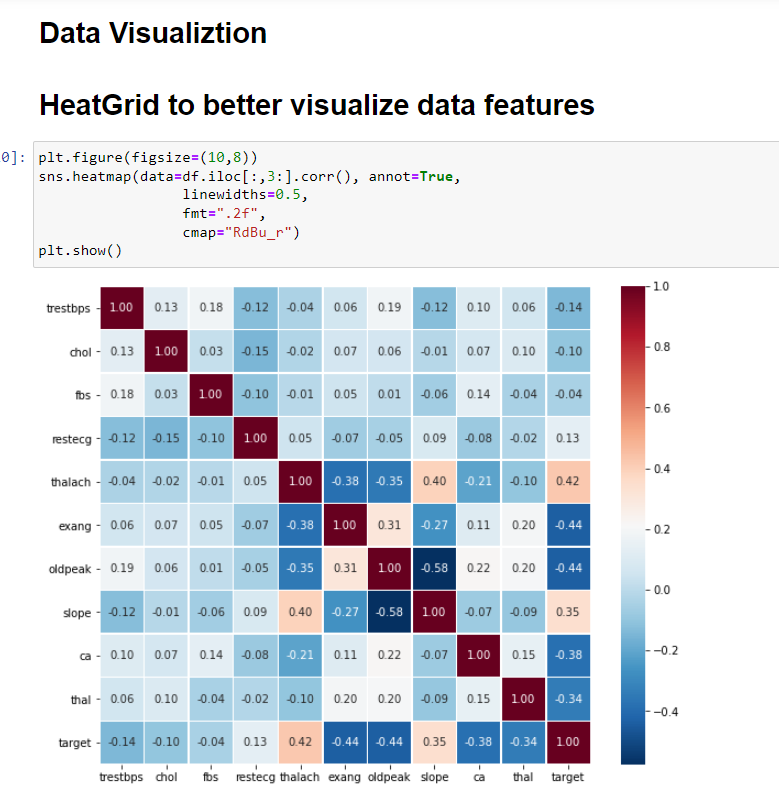 Data Visualiztion
HeatGrid to better visualize data features
0]: plt.figure(figsize=(10,8))
sns.heatmap(data=df.iloc[:,3:].corr(), annot=True,
linewidths=0.5,
fmt=".2f",
cmap="RdBu_r")
plt.show()
trestbps 1.00 0.13 0.18 -0.12 -0.04 0.06 0.19 -0.12 0.10 0.06 -0.14
chol 0.13 1.00 0.03 -0.15 -0.02 0.07 0.06 -0.01 0.07 0.10 -0.10
fbs 0.18 0.03 1.00 -0.10 -0.01 0.05 0.01 -0.06 0.14 -0.04 -0.04
restecg -0.12 -0.15 -0.10 1.00 0.05 -0.07 -0.05 0.09 -0.08 -0.02 0.13
thalach -0.04 -0.02 -0.01 0.05 1.00 -0.38 -0.35 0.40 -0.21 -0.10 0.42
exang 0.06 0.07 0.05 -0.07 -0.38 1.00 0.31 -0.27 0.11 0.20 -0.44
oldpeak 0.19 0.06 0.01 -0.05 -0.35 0.31 1.00 -0.58 0.22 0.20 -0.44
slope -0.12 -0.01 -0.06 0.09 0.40 -0.27 -0.58 1.00 -0.07 -0.09 0.35
ca 0.10 0.07 0.14 -0.08 -0.21 0.11 0.22 -0.07 1.00 0.15 -0.38
thal 0.06 0.10 -0.04 -0.02 -0.10 0.20 0.20 -0.09 0.15 1.00 -0.34
target -0.14 -0.10 -0.04 0.13 0.42 -0.44 -0.44 0.35 -0.38 -0.34 1.00
trestbps chol fbs restecg thalach exang oldpeak slope ca thal target
1.0
0.8
0.6
0.4
0.2
0.0
−0.2
−0.4